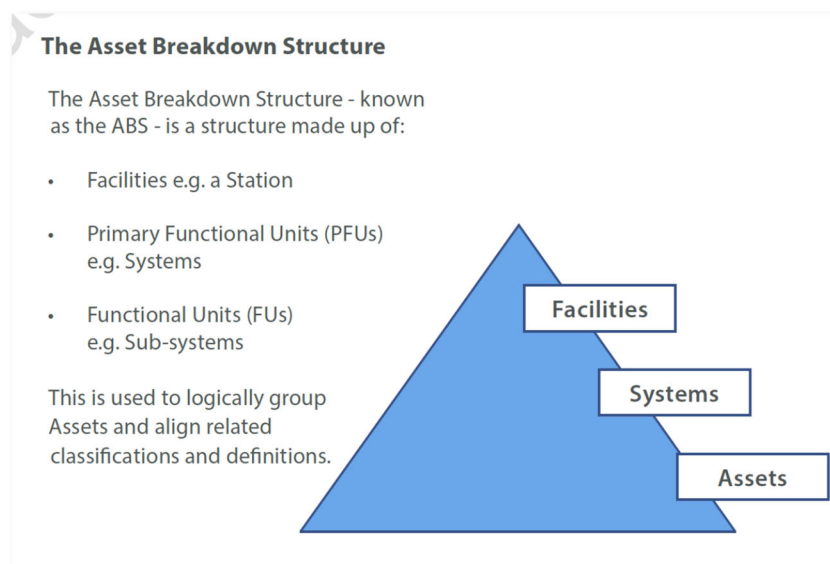 The Asset Breakdown Structure
The Asset Breakdown Structure - known
as the ABS - is a structure made up of:
• Facilities e.g. a Station
• Primary Functional Units (PFUs)
e.g. Systems
• Functional Units (FUs)
e.g. Sub-systems
This is used to logically group
Assets and align related
classifications and definitions.
Facilities
Systems
Assets